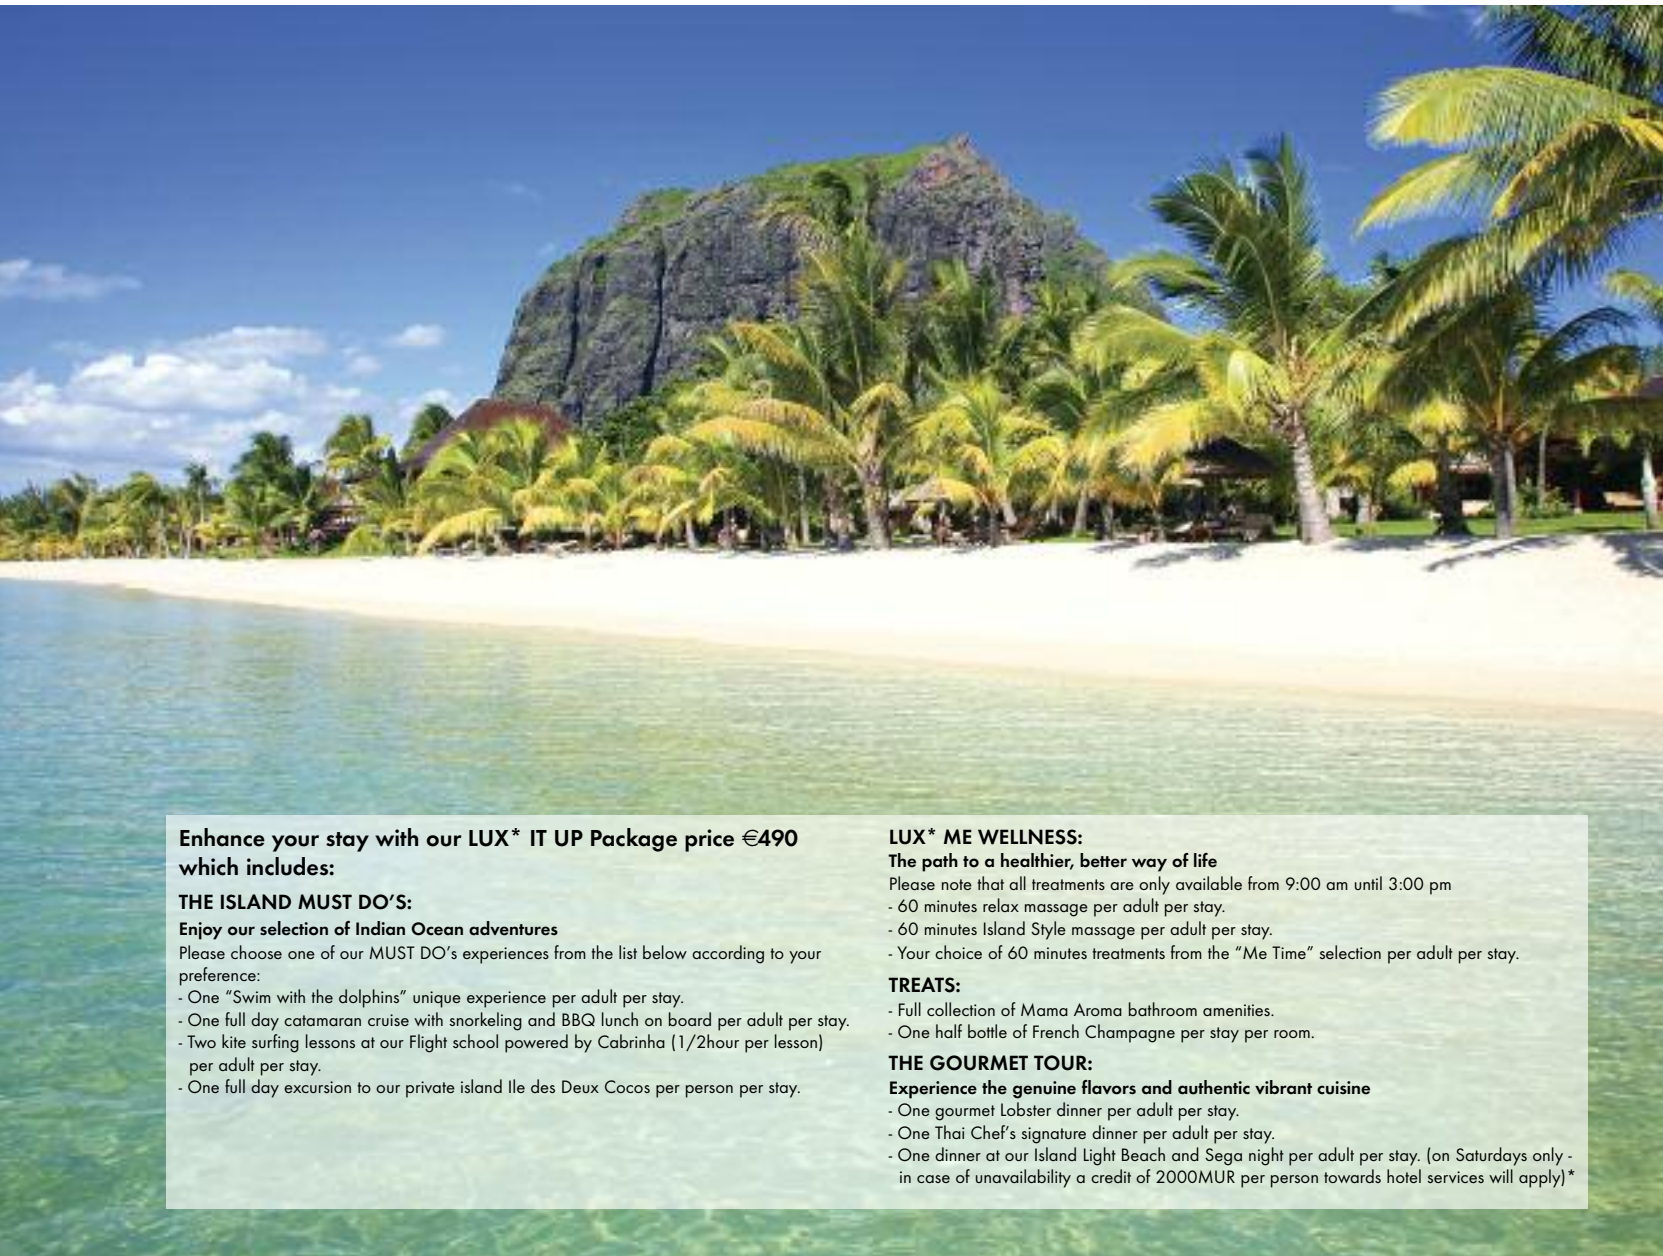 Enhance your stay with our LUX* IT UP Package price €490
which includes:
THE ISLAND MUST DO’S:
Enjoy our selection of Indian Ocean adventures
Please choose one of our MUST DO’s experiences from the list below according to your
preference:
- One “Swim with the dolphins” unique experience per adult per stay.
- One full day catamaran cruise with snorkeling and BBQ lunch on board per adult per stay.
- Two kite surfing lessons at our Flight school powered by Cabrinha (1/2hour per lesson)
per adult per stay.
- One full day excursion to our private island Ile des Deux Cocos per person per stay.
LUX* ME WELLNESS:
The path to a healthier, better way of life
Please note that all treatments are only available from 9:00 am until 3:00 pm
- 60 minutes relax massage per adult per stay.
- 60 minutes Island Style massage per adult per stay.
- Your choice of 60 minutes treatments from the “Me Time” selection per adult per stay.
TREATS:
- Full collection of Mama Aroma bathroom amenities.
- One half bottle of French Champagne per stay per room.
THE GOURMET TOUR:
Experience the genuine flavors and authentic vibrant cuisine
- One gourmet Lobster dinner per adult per stay.
- One Thai Chef’s signature dinner per adult per stay.
- One dinner at our Island Light Beach and Sega night per adult per stay. (on Saturdays only -
in case of unavailability a credit of 2000MUR per person towards hotel services will apply)*